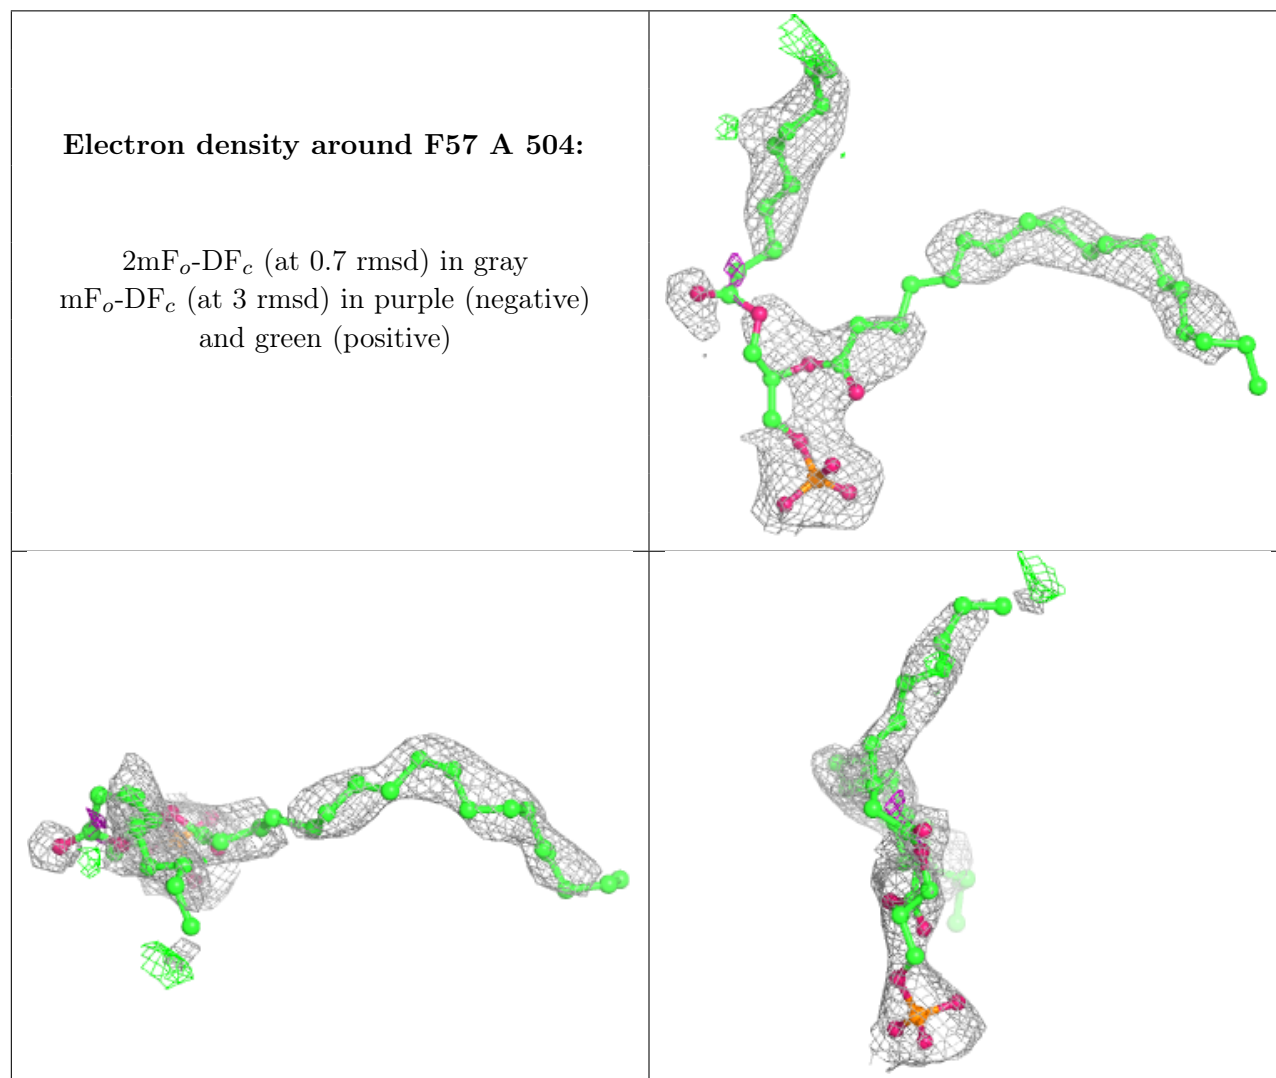 Electron density around F57 A 504:
2mFo-DFc (at 0.7 rmsd) in gray
mFo-DFc (at 3 rmsd) in purple (negative)
and green (positive)